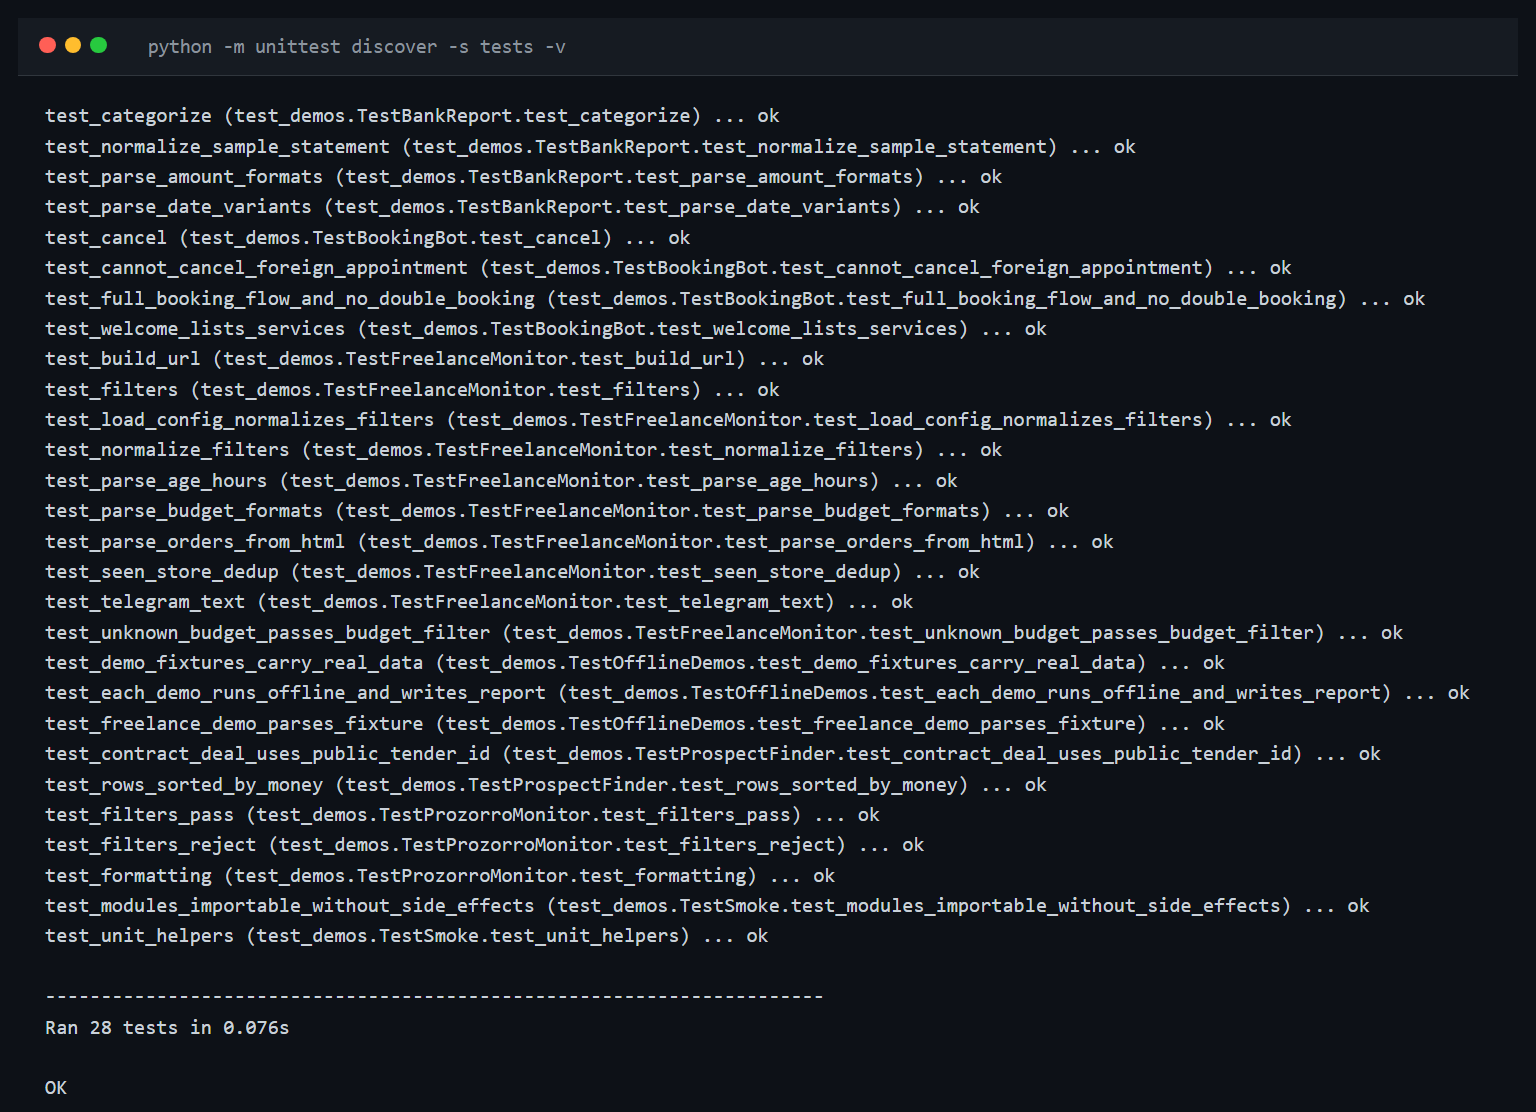 python -m unittest discover -s tests -v
test_categorize (test_demos.TestBankReport.test_categorize) ... ok
test_normalize_sample_statement (test_demos.TestBankReport.test_normalize_sample_statement) ... ok
test_parse_amount_formats (test_demos.TestBankReport.test_parse_amount_formats) ... ok
test_parse_date_variants (test_demos.TestBankReport.test_parse_date_variants) ... ok
test_cancel (test_demos.TestBookingBot.test_cancel) ... ok
test_cannot_cancel_foreign_appointment (test_demos.TestBookingBot.test_cannot_cancel_foreign_appointment) ... ok
test_full_booking_flow_and_no_double_booking (test_demos.TestBookingBot.test_full_booking_flow_and_no_double_booking) ... ok
test_welcome_lists_services (test_demos.TestBookingBot.test_welcome_lists_services) ... ok
test_build_url (test_demos.TestFreelanceMonitor.test_build_url) ... ok
test_filters (test_demos.TestFreelanceMonitor.test_filters) ... ok
test_load_config_normalizes_filters (test_demos.TestFreelanceMonitor.test_load_config_normalizes_filters) ... ok
test_normalize_filters (test_demos.TestFreelanceMonitor.test_normalize_filters) ... ok
test_parse_age_hours (test_demos.TestFreelanceMonitor.test_parse_age_hours) ... ok
test_parse_budget_formats (test_demos.TestFreelanceMonitor.test_parse_budget_formats) ... ok
test_parse_orders_from_html (test_demos.TestFreelanceMonitor.test_parse_orders_from_html) ... ok
test_seen_store_dedup (test_demos.TestFreelanceMonitor.test_seen_store_dedup) ... ok
test_telegram_text (test_demos.TestFreelanceMonitor.test_telegram_text) ... ok
test_unknown_budget_passes_budget_filter (test_demos.TestFreelanceMonitor.test_unknown_budget_passes_budget_filter) ... ok
test_demo_fixtures_carry_real_data (test_demos.TestOfflineDemos.test_demo_fixtures_carry_real_data) ... ok
test_each_demo_runs_offline_and_writes_report (test_demos.TestOfflineDemos.test_each_demo_runs_offline_and_writes_report) ... ok
test_freelance_demo_parses_fixture (test_demos.TestOfflineDemos.test_freelance_demo_parses_fixture) ... ok
test_contract_deal_uses_public_tender_id (test_demos.TestProspectFinder.test_contract_deal_uses_public_tender_id) ... ok
test_rows_sorted_by_money (test_demos.TestProspectFinder.test_rows_sorted_by_money) ... ok
test_filters_pass (test_demos.TestProzorroMonitor.test_filters_pass) ... ok
test_filters_reject (test_demos.TestProzorroMonitor.test_filters_reject) ... ok
test_formatting (test_demos.TestProzorroMonitor.test_formatting) ... ok
test_modules_importable_without_side_effects (test_demos.TestSmoke.test_modules_importable_without_side_effects) ... ok
test_unit_helpers (test_demos.TestSmoke.test_unit_helpers) ... ok
----------------------------------------------------------------------
Ran 28 tests in 0.076s
OK